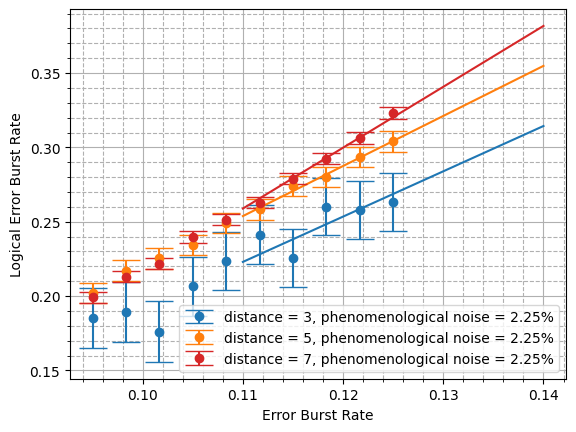 Logical Error Burst Rate
0.35
0.30
0.25
0.20
0.15
distance = 3, phenomenological noise = 2.25%
distance = 5, phenomenological noise = 2.25%
distance = 7, phenomenological noise = 2.25%
0.10 0.11 0.12 0.13 0.14
Error Burst Rate